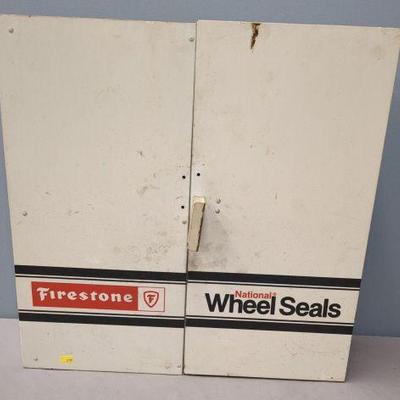 Firestone F
National®
Wheel Seals